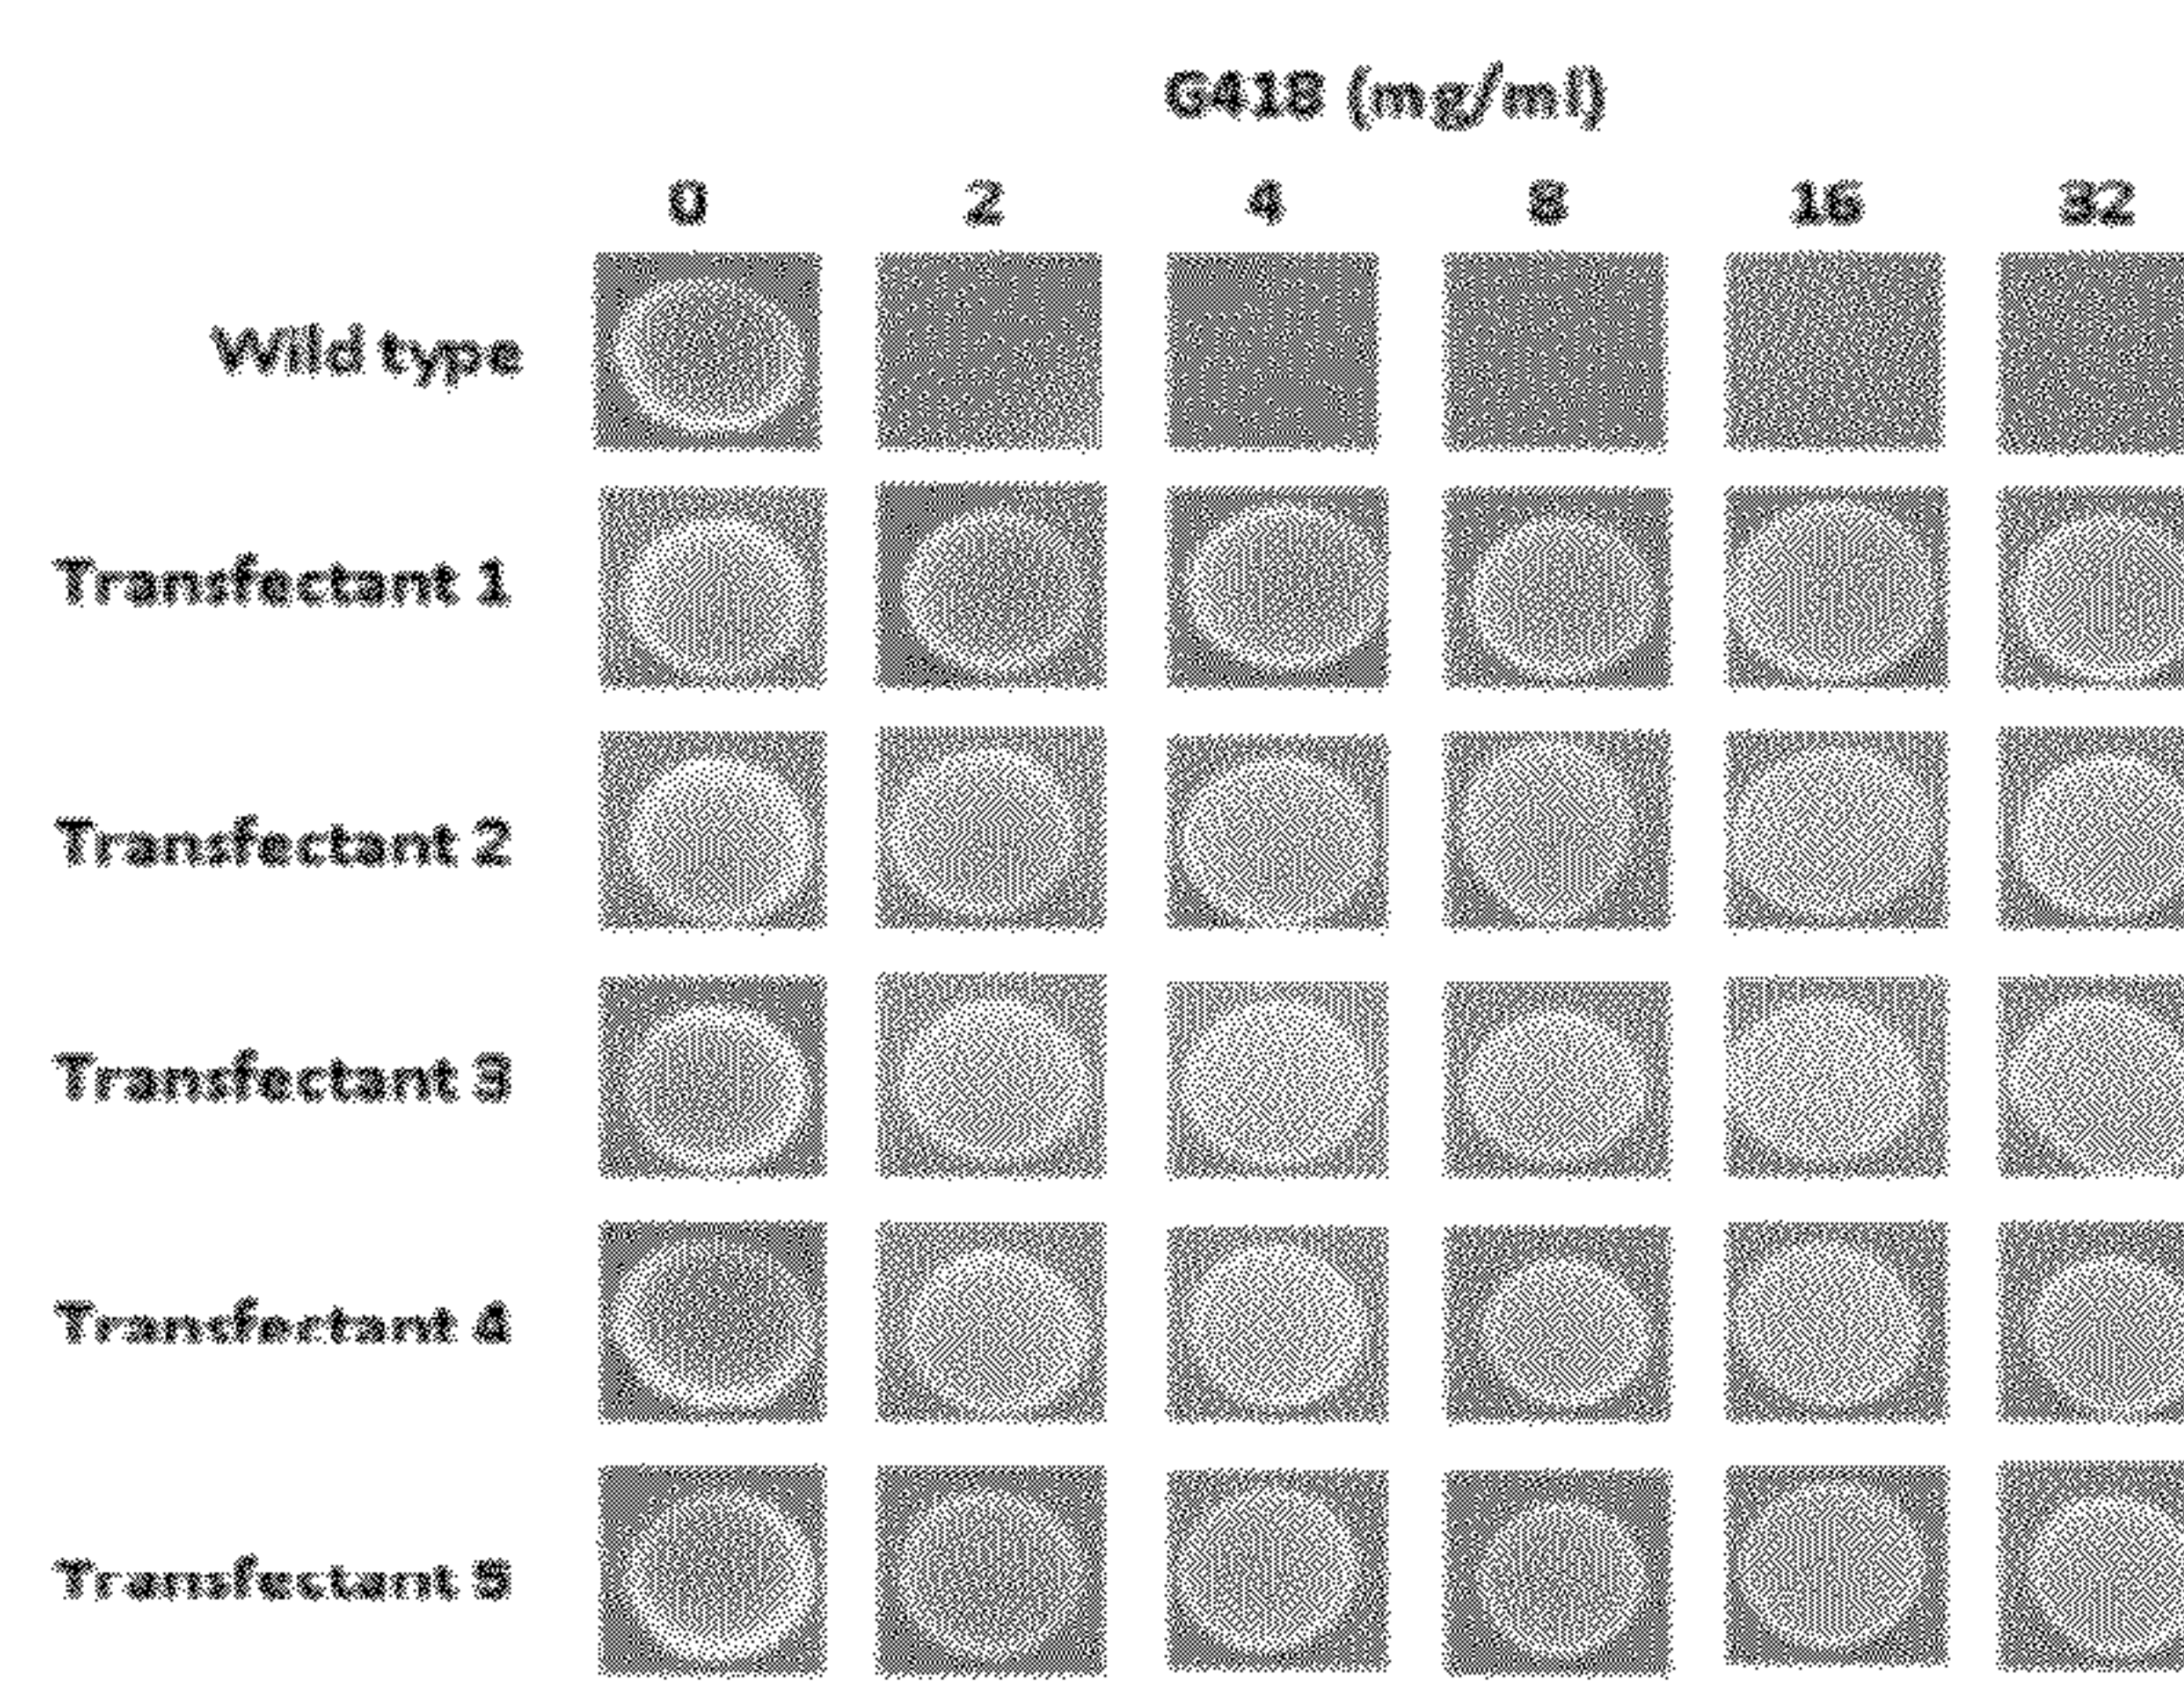 G418 (mg/ml)
0 2 4 8 16 32
Wild type
Transfectant 1
Transfectant 2
Transfectant 3
Transfectant 4
Transfectant 5